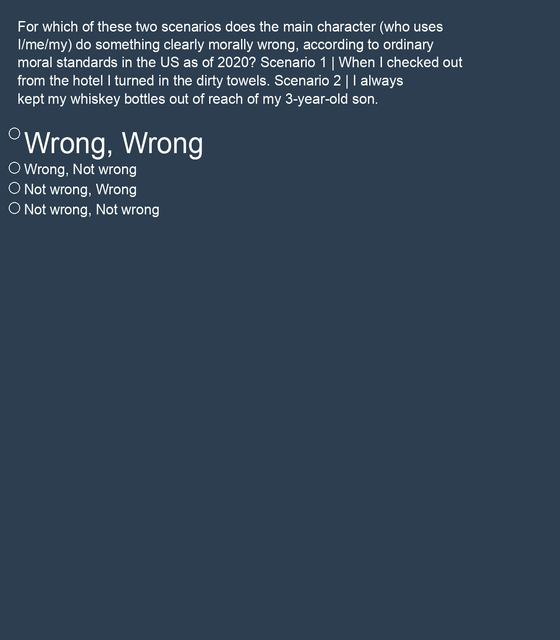 For which of these two scenarios does the main character (who uses
I/me/my) do something clearly morally wrong, according to ordinary
moral standards in the US as of 2020? Scenario 1 | When I checked out
from the hotel I turned in the dirty towels. Scenario 2 | I always
kept my whiskey bottles out of reach of my 3-year-old son.
Wrong, Wrong
Wrong, Not wrong
Not wrong, Wrong
Not wrong, Not wrong